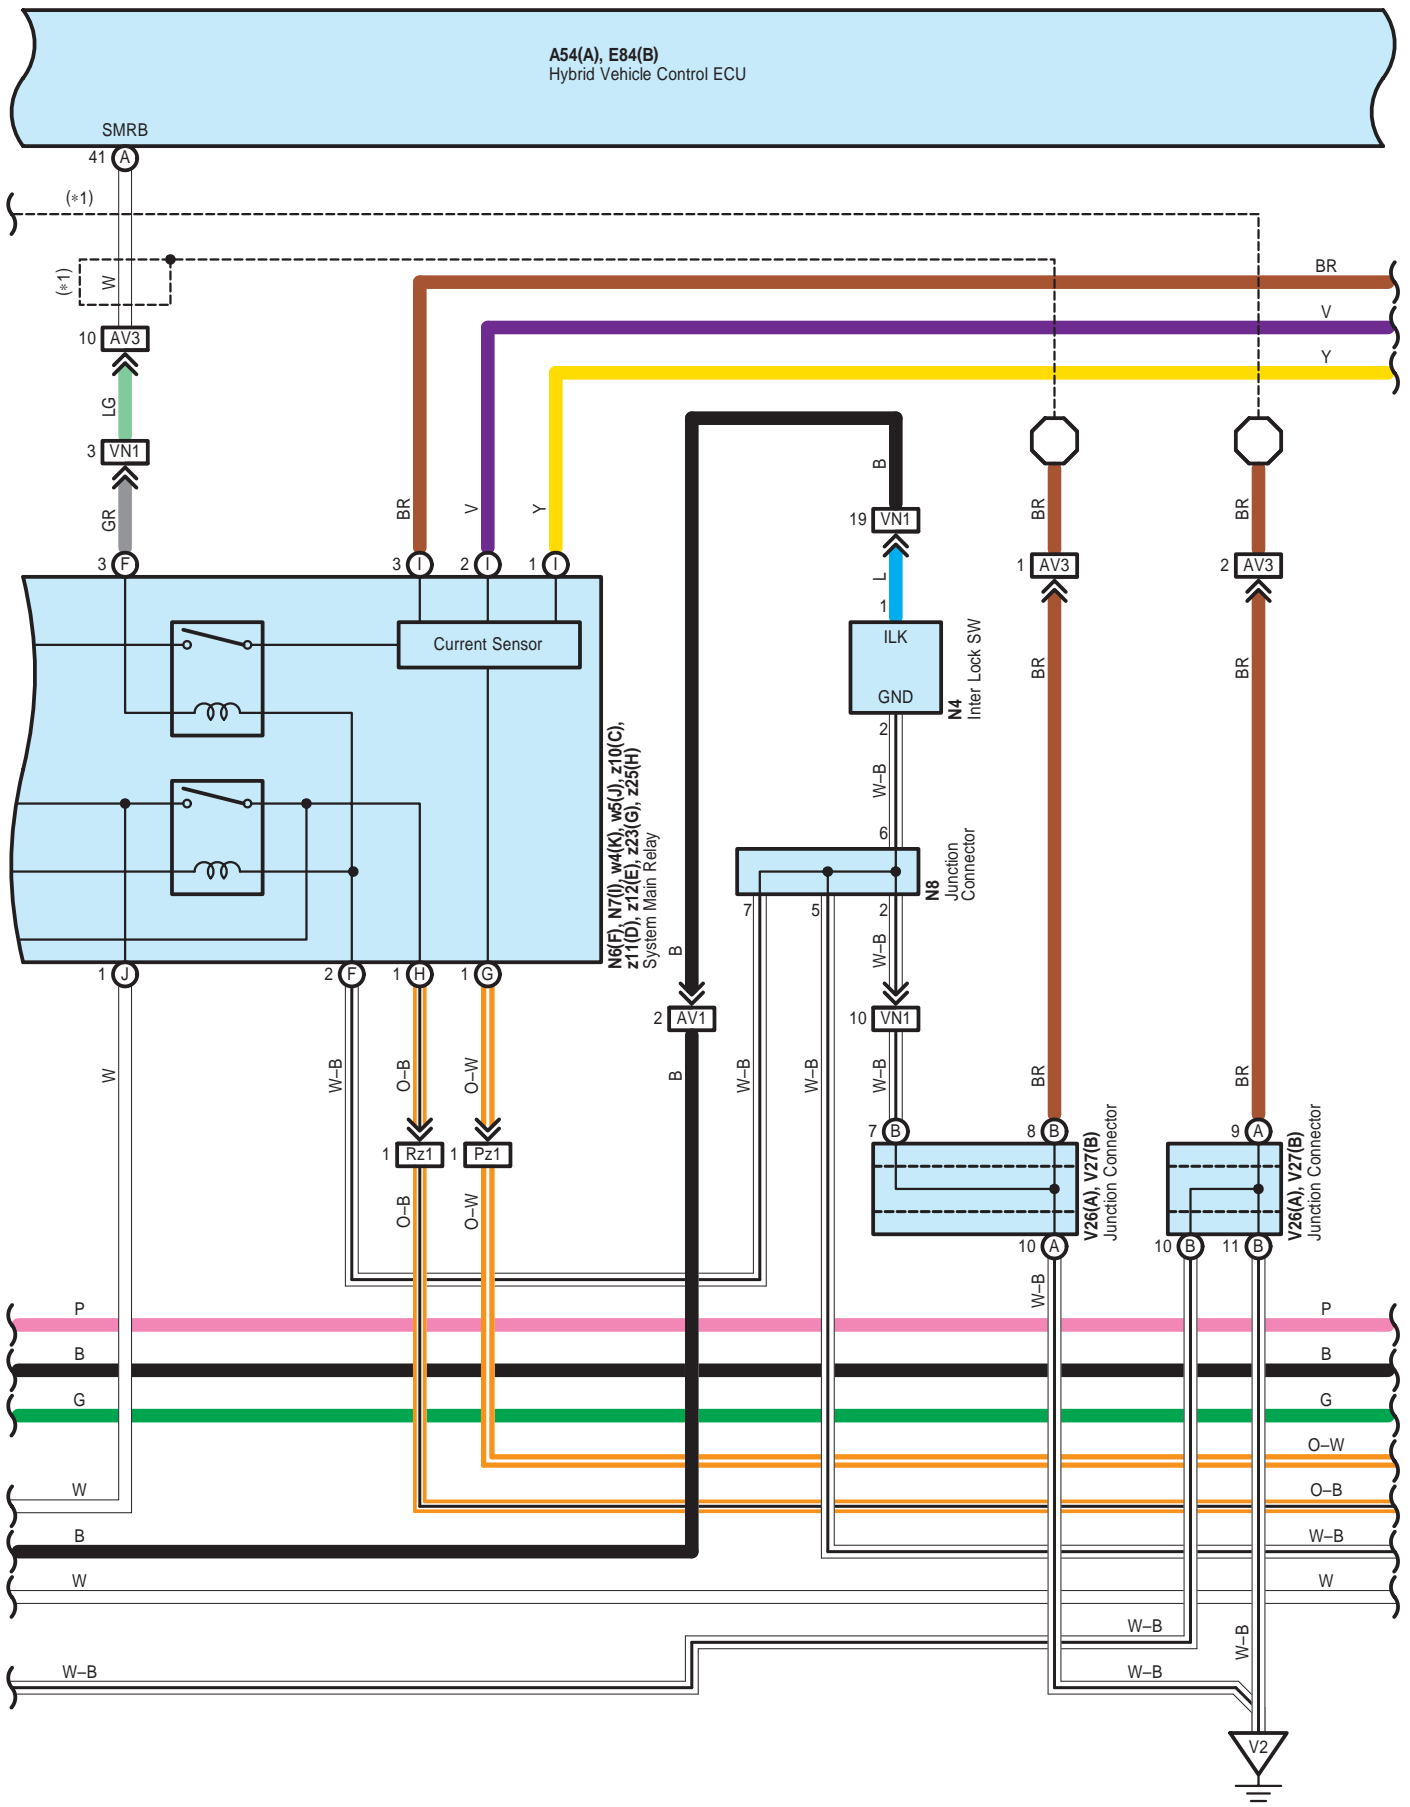 A54(A), E84(B)
Hybrid Vehicle Control ECU
SMRB
41 A
(*1)
(*1)
W
BR
V
Y
10 AV3
LG
3 VN1
GR
BR
V
Y
B
19 VN1
L
1
BR
BR
1 AV3
2 AV3
3 F
3 I
2 I
1 I
Current Sensor
ILK
GND
N4
Inter Lock SW
2
BR
BR
W–B
6
N6(F), N7(I), w4(K), w5(J), z10(C),
z11(D), z12(E), z23(G), z25(H)
System Main Relay
N8
Junction
Connector
7
5
2
B
W–B
1 J
2 F
1 H
1 G
2 AV1
10 VN1
W
W–B
O–B
O–W
B
W–B
W–B
W–B
BR
BR
7 B
8 B
9 A
1 Rz1
1 Pz1
V26(A), V27(B)
Junction Connector
V26(A), V27(B)
Junction Connector
O–B
O–W
10 A
10 B
11 B
W–B
P
P
B
B
G
G
O–W
W
O–B
B
W–B
W
W
W–B
W–B
W–B
W–B
V2